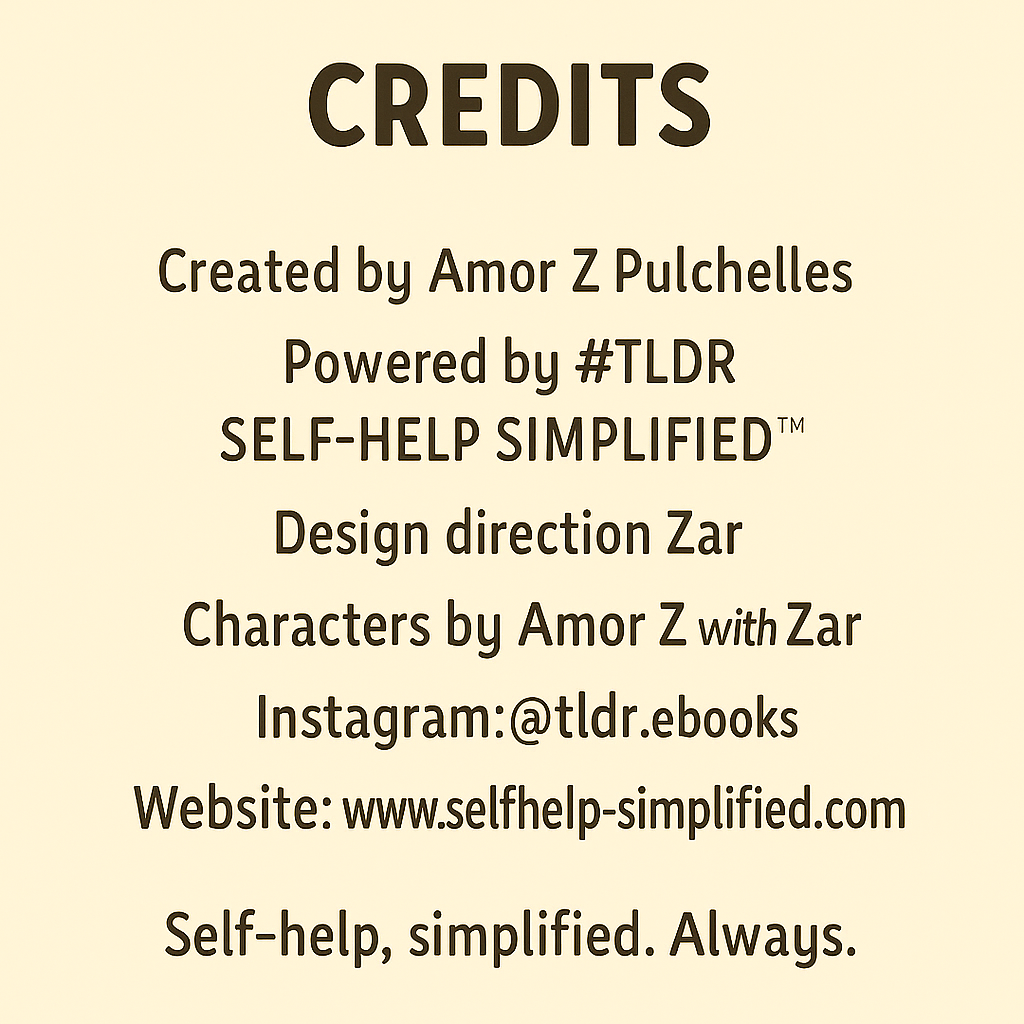 CREDITS
Created by Amor Z Pulchelles
Powered by #TLDR
SELF-HELP SIMPLIFIED™
Design direction Zar
Characters by Amor Z with Zar
Instagram:@tldr.ebooks
Website: www.selfhelp-simplified.com
Self-help, simplified. Always.